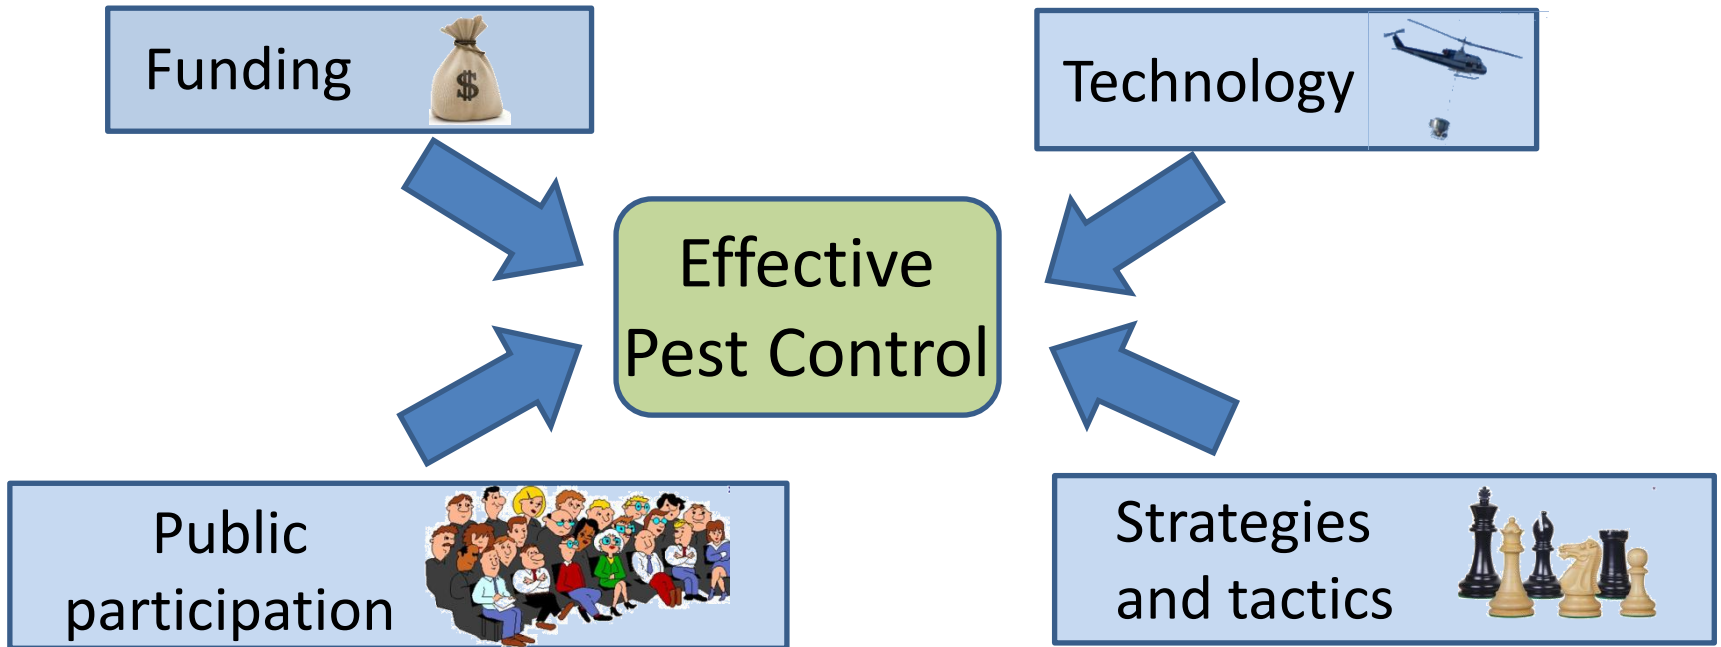 Funding
$
Technology
Effective
Pest Control
Public
participation
Strategies
and tactics